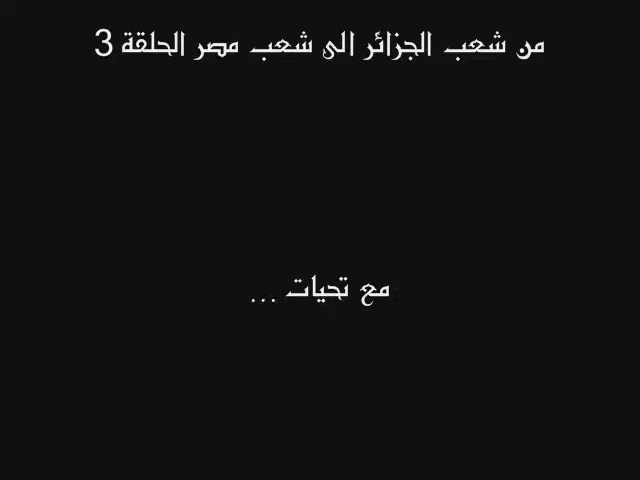 من شعب الجزائر الى شعب مصر الحلقة 3
مع تحيات ...